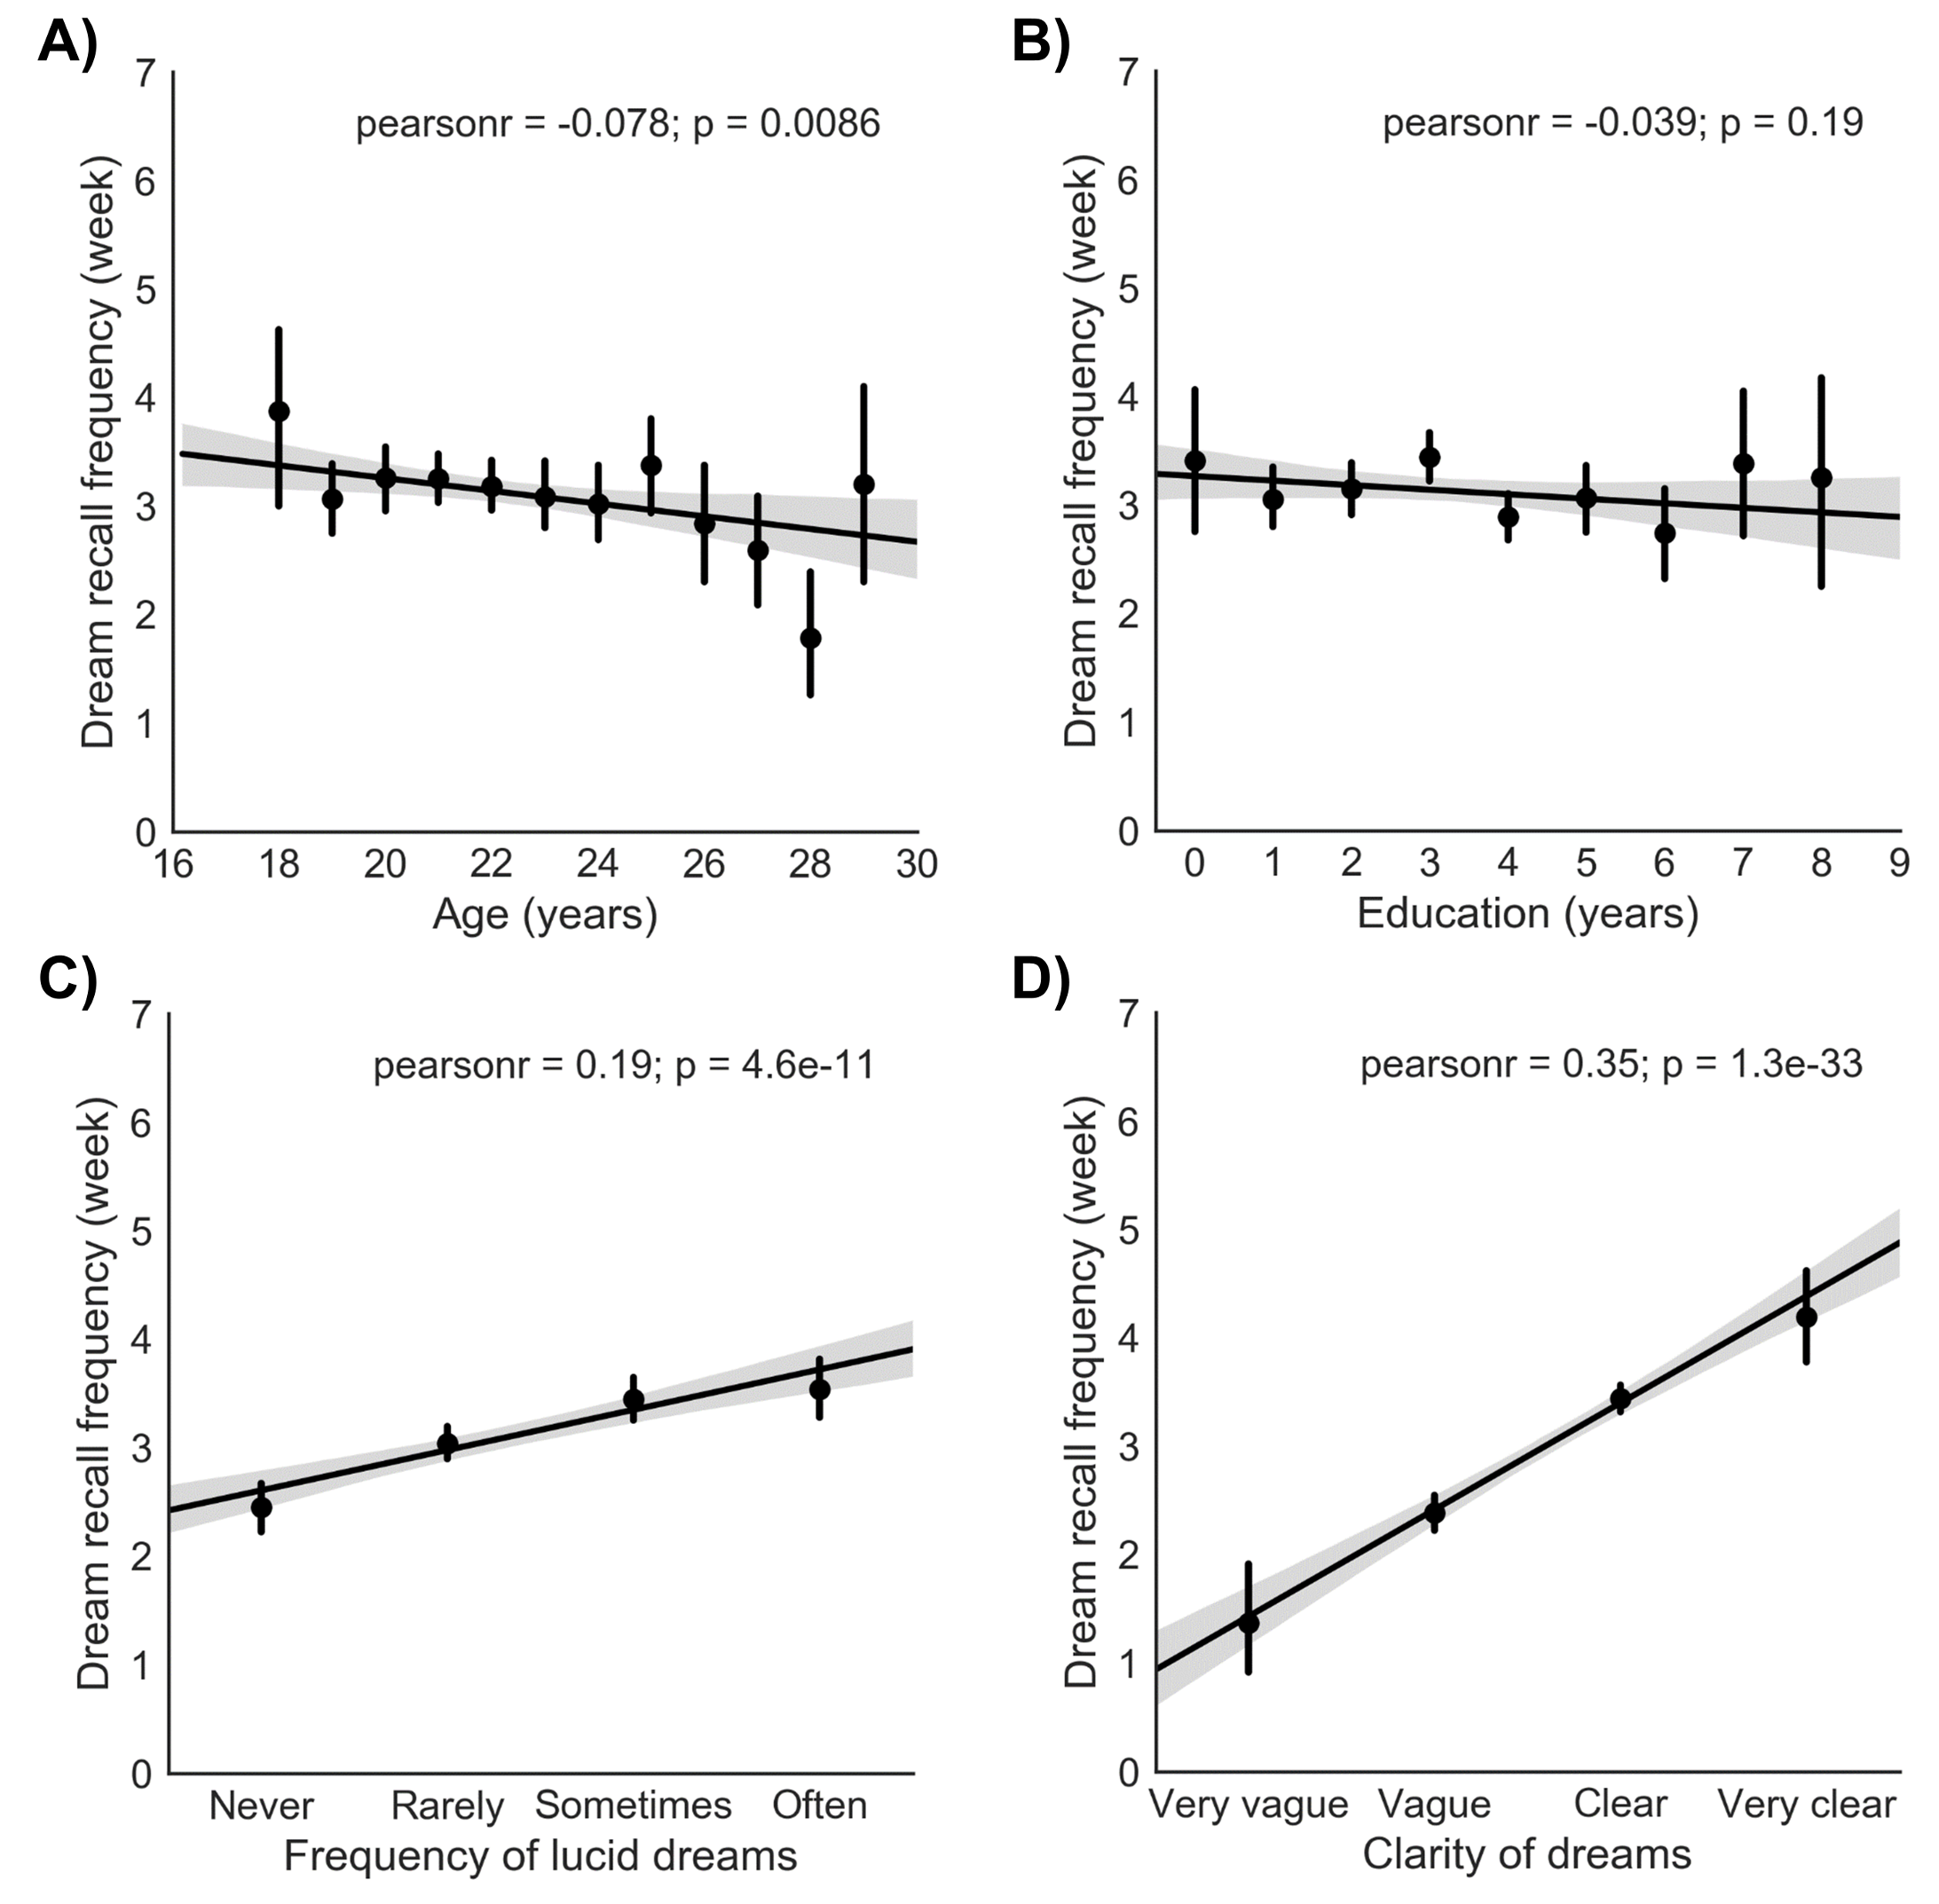 A)
pearsonr = -0.078; p = 0.0086
Dream recall frequency (week)
7
6
5
4
3
2
1
0
16 18 20 22 24 26 28 30
Age (years)
B)
pearsonr = -0.039; p = 0.19
Dream recall frequency (week)
7
6
5
4
3
2
1
0
0 1 2 3 4 5 6 7 8 9
Education (years)
C)
pearsonr = 0.19; p = 4.6e-11
Dream recall frequency (week)
7
6
5
4
3
2
1
0
Never Rarely Sometimes Often
Frequency of lucid dreams
D)
pearsonr = 0.35; p = 1.3e-33
Dream recall frequency (week)
7
6
5
4
3
2
1
0
Very vague Vague Clear Very clear
Clarity of dreams